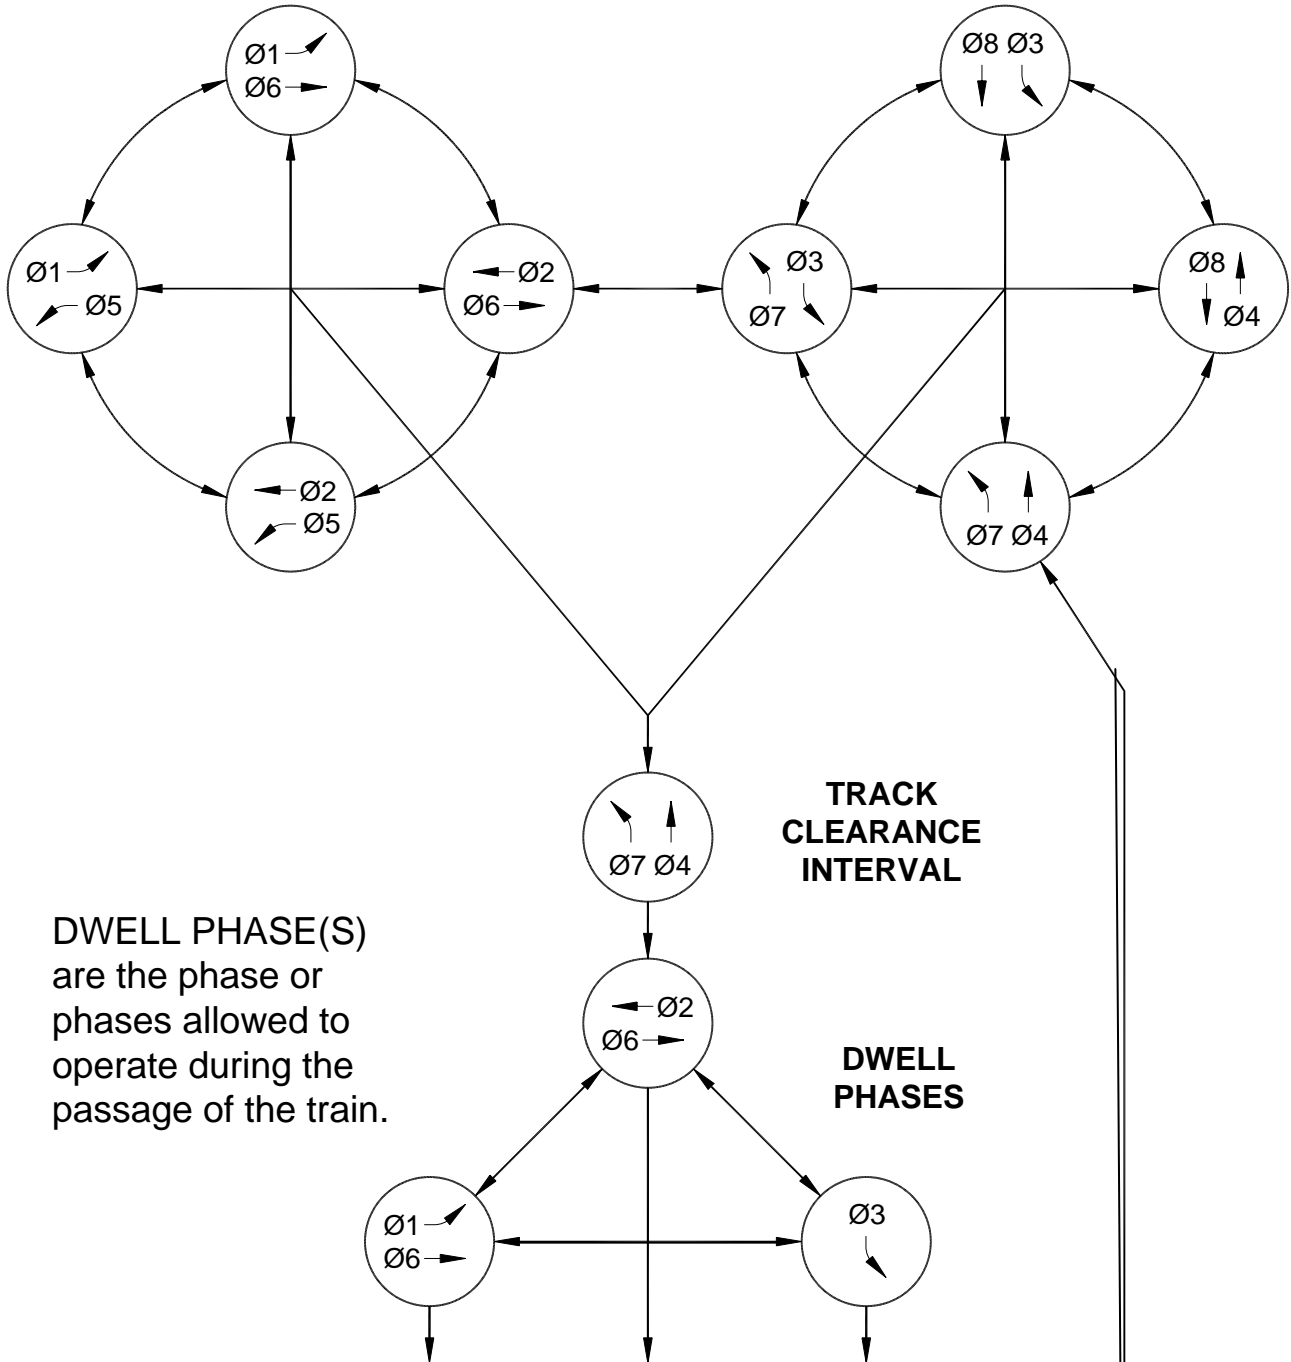 Ø1
Ø6
Ø8 Ø3
Ø1
Ø5
Ø2
Ø6
Ø3
Ø7
Ø8
Ø4
Ø2
Ø5
Ø7 Ø4
TRACK
CLEARANCE
INTERVAL
Ø7 Ø4
DWELL PHASE(S)
are the phase or
phases allowed to
operate during the
passage of the train.
Ø2
Ø6
DWELL
PHASES
Ø1
Ø6
Ø3